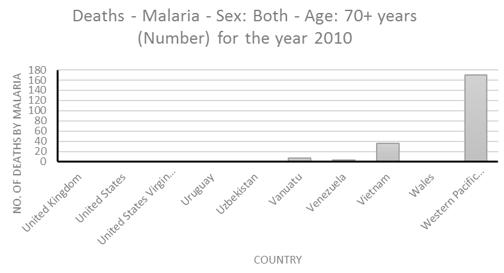 Deaths - Malaria - Sex: Both - Age: 70+ years
(Number) for the year 2010
NO. OF DEATHS BY MALARIA
180
160
140
120
100
80
60
40
20
0
United Kingdom
United States
United States Virgin...
Uruguay
Uzbekistan
Vanuatu
Venezuela
Vietnam
Wales
Western Pacific...
COUNTRY